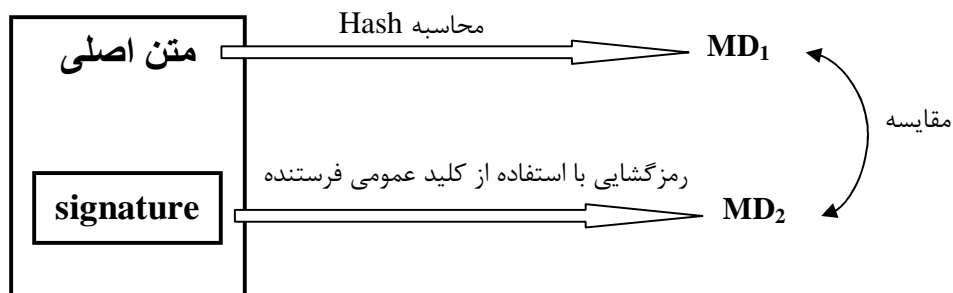 محاسبه Hash
متن اصلی
MD₁
مقایسه
رمزگشایی با استفاده از کلید عمومی فرستنده
signature
MD₂